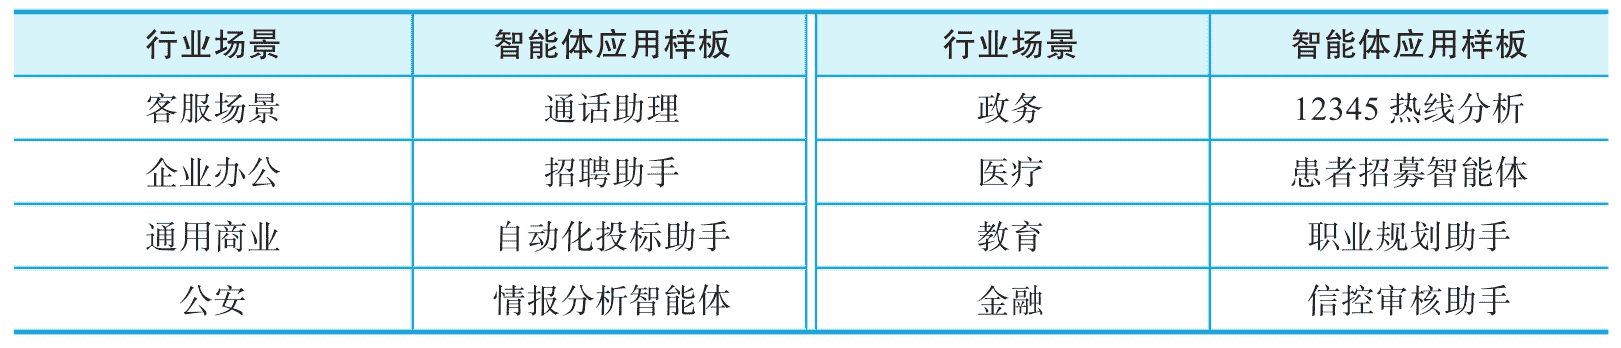 行业场景 智能体应用样板 行业场景 智能体应用样板
客服场景 通话助理 政务 12345 热线分析
企业办公 招聘助手 医疗 患者招募智能体
通用商业 自动化投标助手 教育 职业规划助手
公安 情报分析智能体 金融 信控审核助手